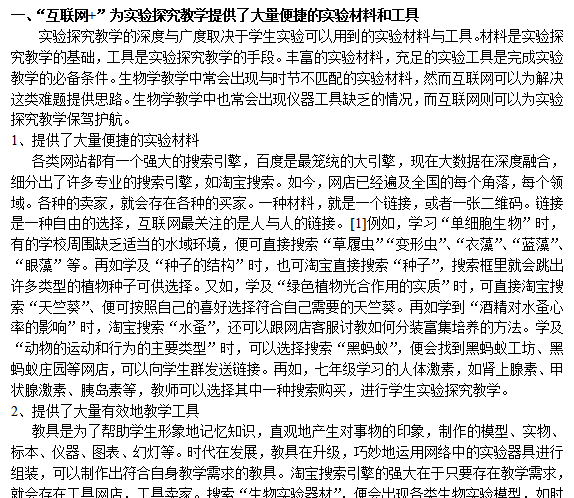 一、“互联网+”为实验探究教学提供了大量便捷的实验材料和工具
实验探究教学的深度与广度取决于学生实验可以用到的实验材料与工具。材料是实验探
究教学的基础，工具是实验探究教学的手段。丰富的实验材料，充足的实验工具是完成实验
教学的必备条件。生物学教学中常会出现与时节不匹配的实验材料，然而互联网可以为解决
这类难题提供思路。生物学教学中也常会出现仪器工具缺乏的情况，而互联网则可以为实验
探究教学保驾护航。
1、提供了大量便捷的实验材料
各类网站都有一个强大的搜索引擎，百度是最笼统的大引擎，现在大数据在深度融合，
细分出了许多专业的搜索引擎，如淘宝搜索。如今，网店已经遍及全国的每个角落，每个领
域。各种的卖家，就会存在各种的买家。一种材料，就是一个链接，或者一张二维码。链接
是一种自由的选择，互联网最关注的是人与人的链接。[1]例如，学习“单细胞生物”时，
有的学校周围缺乏适当的水域环境，便可直接搜索“草履虫”“变形虫”、“衣藻”、“蓝藻”、
“眼藻”等。再如学及“种子的结构”时，也可淘宝直接搜索“种子”，搜索框里就会跳出
许多类型的植物种子可供选择。又如，学及“绿色植物光合作用的实质”时，可直接淘宝搜
索“天竺葵”、便可按照自己的喜好选择符合自己需要的天竺葵。再如学到“酒精对水蚤心
率的影响”时，淘宝搜索“水蚤”，还可以跟网店客服讨教如何分装富集培养的方法。学及
“动物的运动和行为的主要类型”时，可以选择搜索“黑蚂蚁”，便会找到黑蚂蚁工坊、黑
蚂蚁庄园等网店，可以向学生群发送链接。再如，七年级学习的人体激素，如肾上腺素、甲
状腺激素、胰岛素等，教师可以选择其中一种搜索购买，进行学生实验探究教学。
2、提供了大量有效地教学工具
教具是为了帮助学生形象地记忆知识，直观地产生对事物的印象，制作的模型、实物、
标本、仪器、图表、幻灯等。时代在发展，教具在升级，巧妙地运用网络中的实验器具进行
组装，可以制作出符合自身教学需求的教具。淘宝搜索引擎的强大在于只要存在教学需求，
就会存在工具网店，工具卖家。搜索“生物实验器材”，便会出现各类生物实验模型，如时